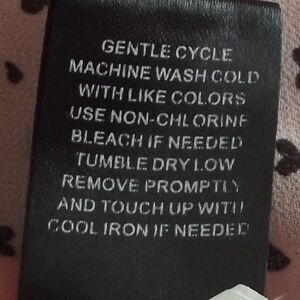 GENTLE CYCLE
MACHINE WASH COLD
WITH LIKE COLORS
USE NON-CHLORINE
BLEACH IF NEEDED
TUMBLE DRY LOW
REMOVE PROMPTLY
AND TOUCH UP WITH
COOL IRON IF NEEDED